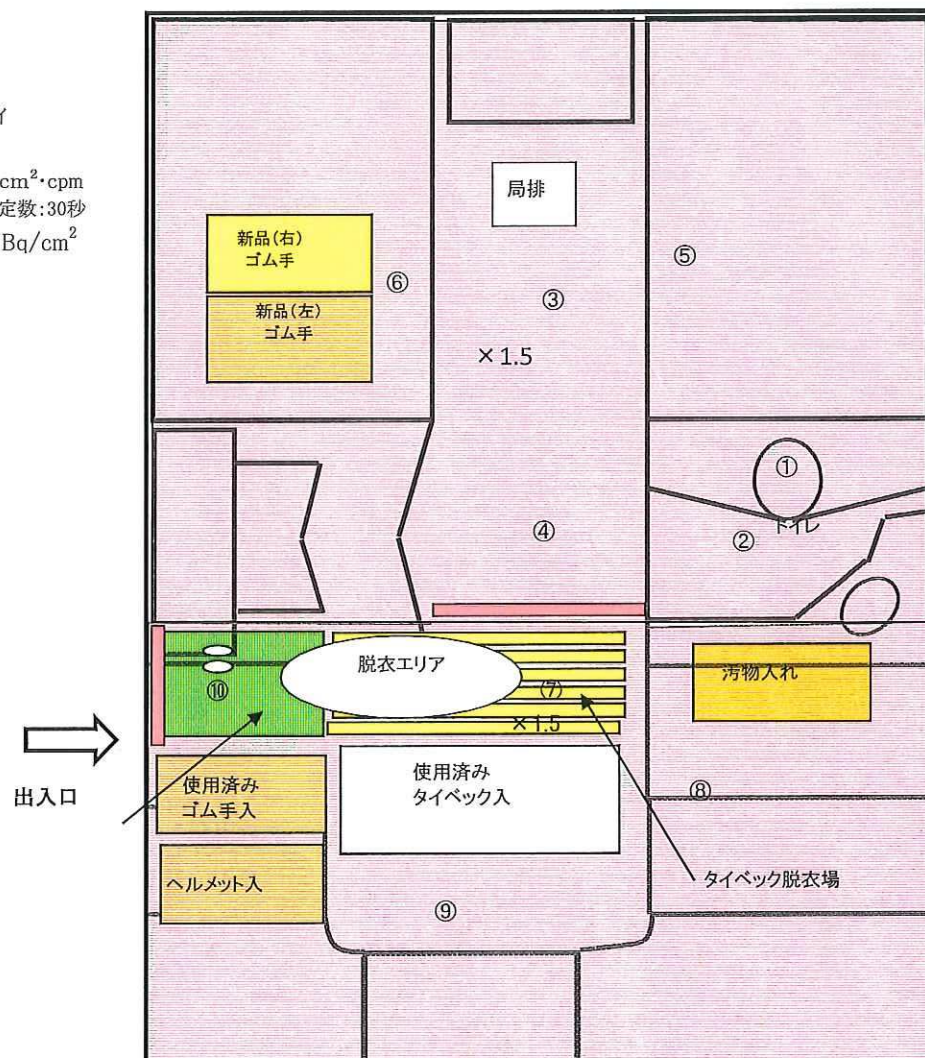 イ
cm²・cpm
定数:30秒
Bq/cm²
局排
新品(右)
ゴム手
新品(左)
ゴム手
⑥
③
⑤
×1.5
①
トイレ
④
②
脱衣エリア
⑩
⑦
×1.5
汚物入れ
出入口
使用済み
ゴム手入
使用済み
タイベック入
⑧
ヘルメット入
タイベック脱衣場
⑨